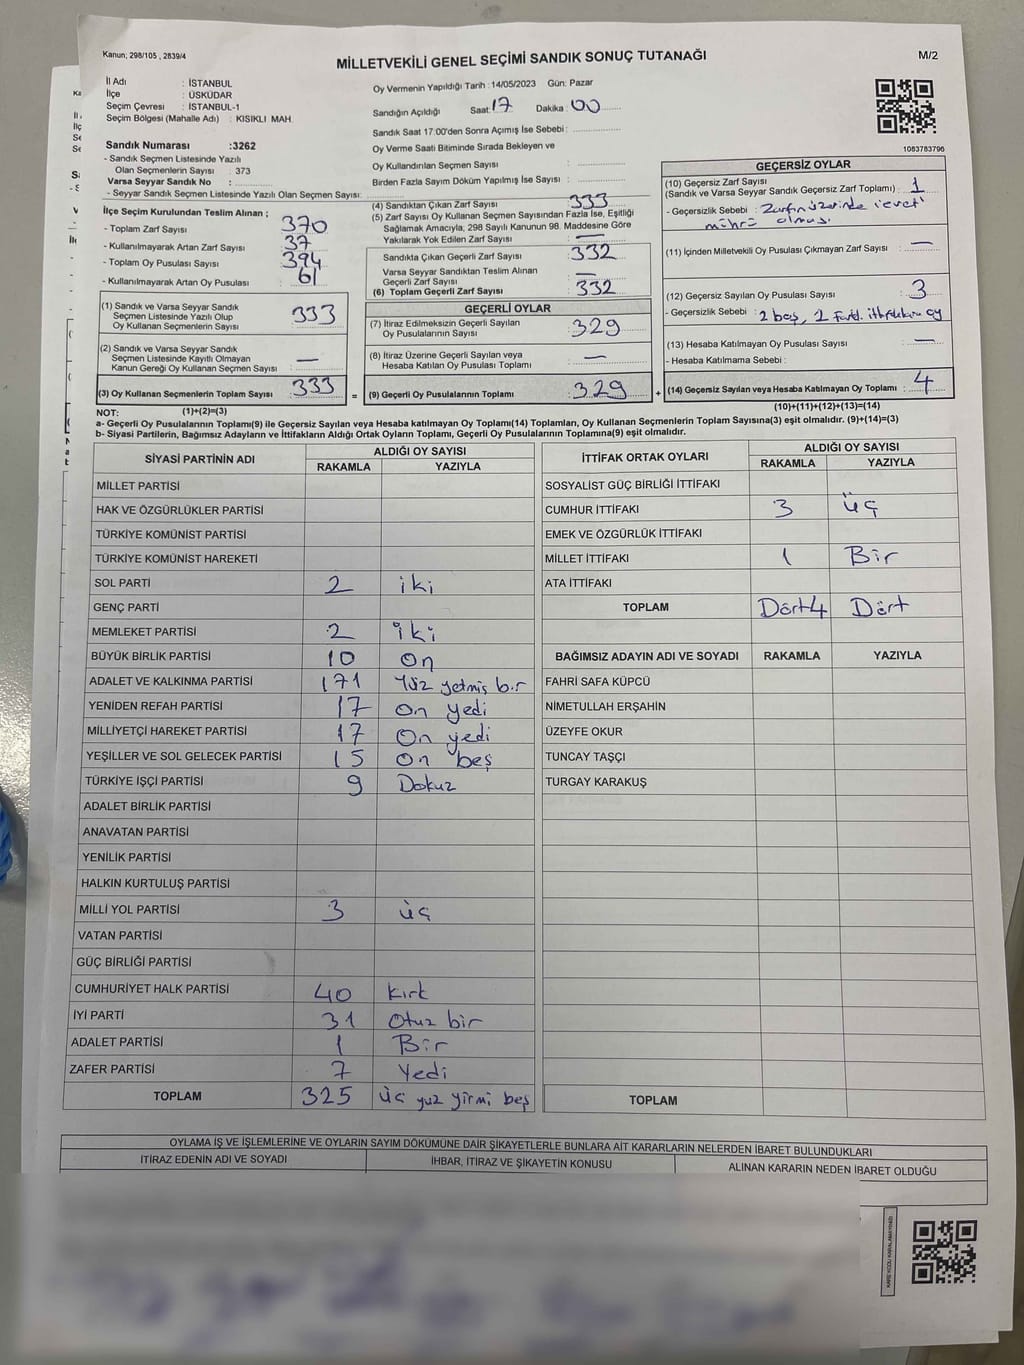 Kanun; 298/105 , 2839/4
MİLLETVEKİLİ GENEL SEÇİMİ SANDIK SONUÇ TUTANAĞI
M/2
İl Adı : İSTANBUL
İlçe : ÜSKÜDAR
Seçim Çevresi : İSTANBUL-1
Seçim Bölgesi (Mahalle Adı) : KISIKLI MAH.
Sandık Numarası :3262
- Sandık Seçmen Listesinde Yazılı
Olan Seçmenlerin Sayısı : 373
Varsa Seyyar Sandık No :
- Seyyar Sandık Seçmen Listesinde Yazılı Olan Seçmen Sayısı:
Oy Vermenin Yapıldığı Tarih : 14/05/2023 Gün: Pazar
Sandığın Açıldığı Saat: 17 Dakika: 00
Sandık Saat 17:00'den Sonra Açılmış İse Sebebi :
Oy Verme Saati Bitiminde Sırada Bekleyen ve
Oy Kullandırılan Seçmen Sayısı :
Birden Fazla Sayım Döküm Yapılmış İse Sayısı :
1083783796
İlçe Seçim Kurulundan Teslim Alınan ;
- Toplam Zarf Sayısı : 370
- Kullanılmayarak Artan Zarf Sayısı : 37
- Toplam Oy Pusulası Sayısı : 394
- Kullanılmayarak Artan Oy Pusulası : 61
(1) Sandık ve Varsa Seyyar Sandık
Seçmen Listesinde Yazılı Olup
Oy Kullanan Seçmenlerin Sayısı : 333
(2) Sandık ve Varsa Seyyar Sandık
Seçmen Listesinde Kayıtlı Olmayan
Kanun Gereği Oy Kullanan Seçmen Sayısı : —
(3) Oy Kullanan Seçmenlerin Toplam Sayısı : 333
(4) Sandıktan Çıkan Zarf Sayısı : 333
(5) Zarf Sayısı Oy Kullanan Seçmen Sayısından Fazla İse, Eşitliği
Sağlamak Amacıyla, 298 Sayılı Kanunun 98. Maddesine Göre
Yakılarak Yok Edilen Zarf Sayısı : —
Sandıkta Çıkan Geçerli Zarf Sayısı : 332
Varsa Seyyar Sandıktan Teslim Alınan
Geçerli Zarf Sayısı : —
(6) Toplam Geçerli Zarf Sayısı : 332
GEÇERLİ OYLAR
(7) İtiraz Edilmeksizin Geçerli Sayılan
Oy Pusulalarının Sayısı : 329
(8) İtiraz Üzerine Geçerli Sayılan veya
Hesaba Katılan Oy Pusulası Toplamı : —
= (9) Geçerli Oy Pusulalarının Toplamı : 329 +
GEÇERSİZ OYLAR
(10) Geçersiz Zarf Sayısı
(Sandık ve Varsa Seyyar Sandık Geçersiz Zarf Toplamı) : 1
- Geçersizlik Sebebi : Zarfın üzerinde "evet"
mührü olması
(11) İçinden Milletvekili Oy Pusulası Çıkmayan Zarf Sayısı : —
(12) Geçersiz Sayılan Oy Pusulası Sayısı : 3
- Geçersizlik Sebebi : 2 boş, 1 Farklı ittifaklara oy
(13) Hesaba Katılmayan Oy Pusulası Sayısı : —
- Hesaba Katılmama Sebebi :
(14) Geçersiz Sayılan veya Hesaba Katılmayan Oy Toplamı : 4
NOT: (1)+(2)=(3)
(10)+(11)+(12)+(13)=(14)
a- Geçerli Oy Pusulalarının Toplamı(9) ile Geçersiz Sayılan veya Hesaba katılmayan Oy Toplamı(14) Toplamları, Oy Kullanan Seçmenlerin Toplam Sayısına(3) eşit olmalıdır. (9)+(14)=(3)
b- Siyasi Partilerin, Bağımsız Adayların ve İttifakların Aldığı Ortak Oyların Toplamı, Geçerli Oy Pusulalarının Toplamına(9) eşit olmalıdır.
SİYASİ PARTİNİN ADI ALDIĞI OY SAYISI
RAKAMLA YAZIYLA
MİLLET PARTİSİ
HAK VE ÖZGÜRLÜKLER PARTİSİ
TÜRKİYE KOMÜNİST PARTİSİ
TÜRKİYE KOMÜNİST HAREKETİ
SOL PARTİ 2 iki
GENÇ PARTİ
MEMLEKET PARTİSİ 2 iki
BÜYÜK BİRLİK PARTİSİ 10 On
ADALET VE KALKINMA PARTİSİ 171 Yüz yetmiş bir
YENİDEN REFAH PARTİSİ 17 On yedi
MİLLİYETÇİ HAREKET PARTİSİ 17 On yedi
YEŞİLLER VE SOL GELECEK PARTİSİ 15 On beş
TÜRKİYE İŞÇİ PARTİSİ 9 Dokuz
ADALET BİRLİK PARTİSİ
ANAVATAN PARTİSİ
YENİLİK PARTİSİ
HALKIN KURTULUŞ PARTİSİ
MİLLİ YOL PARTİSİ 3 üç
VATAN PARTİSİ
GÜÇ BİRLİĞİ PARTİSİ
CUMHURİYET HALK PARTİSİ 40 Kırk
İYİ PARTİ 31 Otuz bir
ADALET PARTİSİ 1 Bir
ZAFER PARTİSİ 7 Yedi
TOPLAM 325 üç yüz yirmi beş
İTTİFAK ORTAK OYLARI ALDIĞI OY SAYISI
RAKAMLA YAZIYLA
SOSYALİST GÜÇ BİRLİĞİ İTTİFAKI
CUMHUR İTTİFAKI 3 üç
EMEK VE ÖZGÜRLÜK İTTİFAKI
MİLLET İTTİFAKI 1 Bir
ATA İTTİFAKI
TOPLAM Dört4 Dört
BAĞIMSIZ ADAYIN ADI VE SOYADI RAKAMLA YAZIYLA
FAHRİ SAFA KÜPCÜ
NİMETULLAH ERŞAHİN
ÜZEYFE OKUR
TUNCAY TAŞÇI
TURGAY KARAKUŞ
TOPLAM
OYLAMA İŞ VE İŞLEMLERİNE VE OYLARIN SAYIM DÖKÜMÜNE DAİR ŞİKAYETLERLE BUNLARA AİT KARARLARIN NELERDEN İBARET BULUNDUKLARI
İTİRAZ EDENİN ADI VE SOYADI İHBAR, İTİRAZ VE ŞİKAYETİN KONUSU ALINAN KARARIN NEDEN İBARET OLDUĞU
KARE KODU KARALAMAYINIZ!